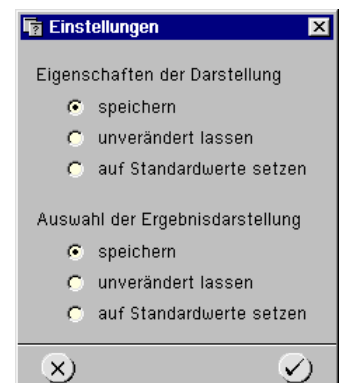 Einstellungen
Eigenschaften der Darstellung
speichern
unverändert lassen
auf Standardwerte setzen
Auswahl der Ergebnisdarstellung
speichern
unverändert lassen
auf Standardwerte setzen